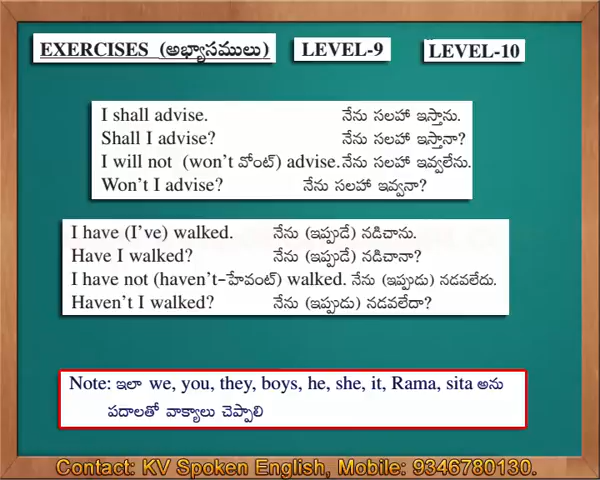 EXERCISES (అభ్యాసములు) LEVEL-9 LEVEL-10
I shall advise. నేను సలహా ఇస్తాను.
Shall I advise? నేను సలహా ఇస్తానా?
I will not (won't వోంట్) advise. నేను సలహా ఇవ్వలేను.
Won't I advise? నేను సలహా ఇవ్వనా?
I have (I've) walked. నేను (ఇప్పుడే) నడిచాను.
Have I walked? నేను (ఇప్పుడే) నడిచానా?
I have not (haven't-హేవంట్) walked. నేను (ఇప్పుడు) నడవలేదు.
Haven't I walked? నేను (ఇప్పుడు) నడవలేదా?
Note: ఇలా we, you, they, boys, he, she, it, Rama, sita అను
పదాలతో వాక్యాలు చెప్పాలి
Contact: KV Spoken English, Mobile: 9346780130.